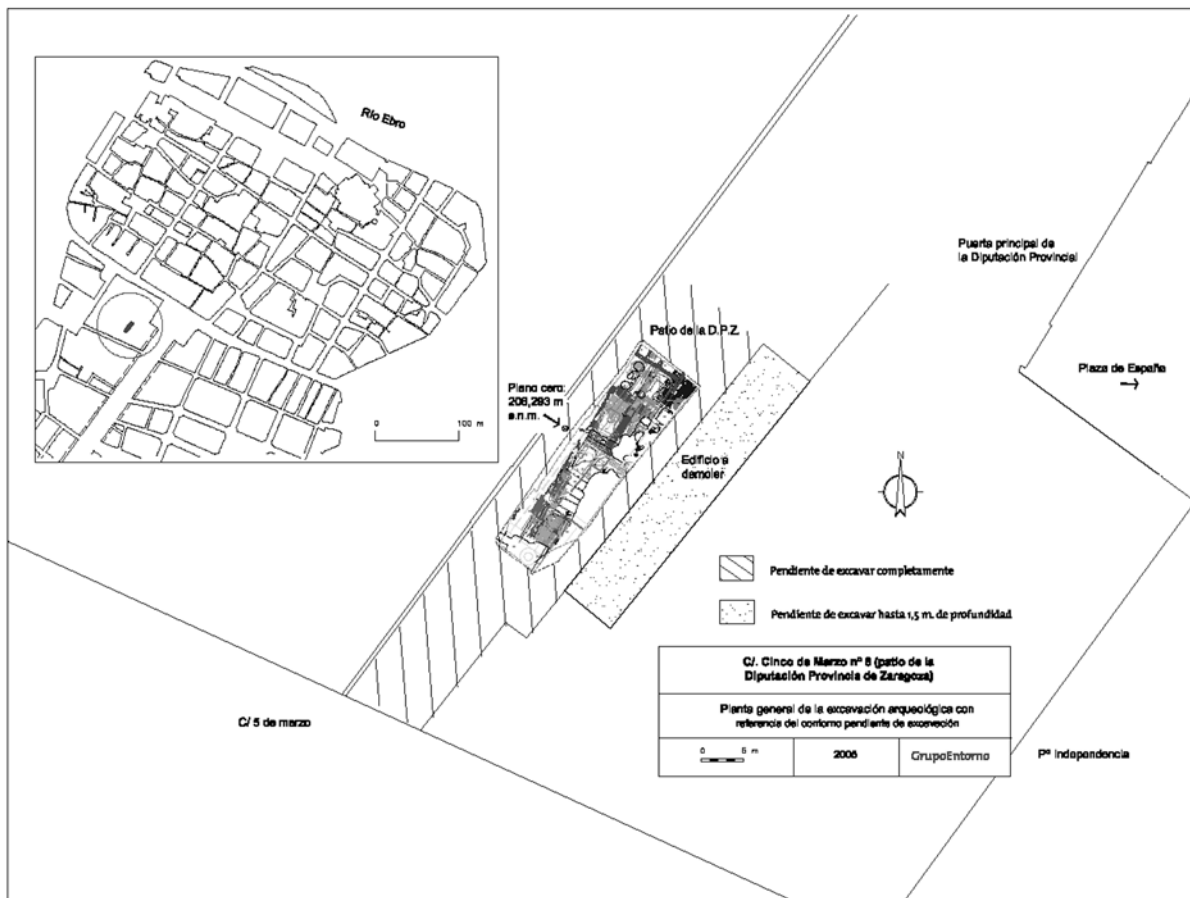 Río Ebro
0 100 m
Puerta principal de
la Diputación Provincial
Patio de la D.P.Z.
Plaza de España
Plano cero:
206,293 m
s.n.m.
Edificio a
demoler
N
Pendiente de excavar completamente
Pendiente de excavar hasta 1,5 m. de profundidad
C/. Cinco de Marzo nº 8 (patio de la
Diputación Provincia de Zaragoza)
Planta general de la excavación arqueológica con
referencia del contorno pendiente de excavación
C/ 5 de marzo
0 5 m
2006
GrupoEntorno
Pº Independencia